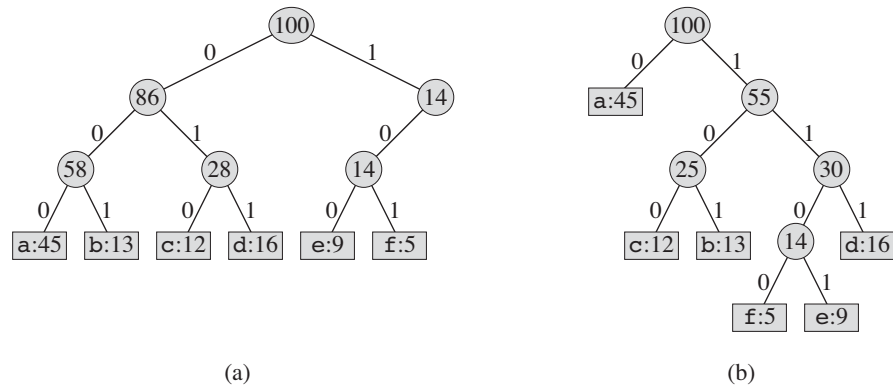 100 100
0 1 0 1
86 14 a:45 55
0 1 0 0 1
58 28 14 25 30
0 1 0 1 0 1 0 1 0 1
a:45 b:13 c:12 d:16 e:9 f:5 c:12 b:13 14 d:16
0 1
f:5 e:9
(a) (b)